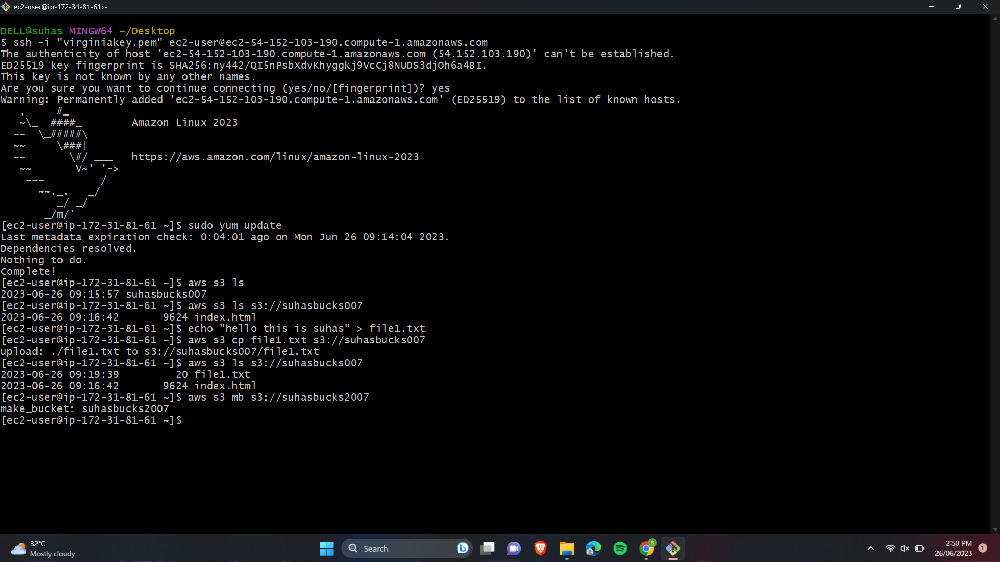 ec2-user@ip-172-31-81-61:~
DELL@suhas MINGW64 ~/Desktop
$ ssh -i "virginiakey.pem" ec2-user@ec2-54-152-103-190.compute-1.amazonaws.com
The authenticity of host 'ec2-54-152-103-190.compute-1.amazonaws.com (54.152.103.190)' can't be established.
ED25519 key fingerprint is SHA256:ny442/QI5nPsbXdvKhyggkj9VcCj8NUDS3djOh6a4BI.
This key is not known by any other names.
Are you sure you want to continue connecting (yes/no/[fingerprint])? yes
Warning: Permanently added 'ec2-54-152-103-190.compute-1.amazonaws.com' (ED25519) to the list of known hosts.
   ,     #_
   ~\_  ####_        Amazon Linux 2023
  ~~  \_#####\
  ~~     \###|
  ~~       \#/ ___   https://aws.amazon.com/linux/amazon-linux-2023
   ~~       V~' '->
    ~~~         /
      ~~._.   _/
         _/ _/
       _/m/'
[ec2-user@ip-172-31-81-61 ~]$ sudo yum update
Last metadata expiration check: 0:04:01 ago on Mon Jun 26 09:14:04 2023.
Dependencies resolved.
Nothing to do.
Complete!
[ec2-user@ip-172-31-81-61 ~]$ aws s3 ls
2023-06-26 09:15:57 suhasbucks007
[ec2-user@ip-172-31-81-61 ~]$ aws s3 ls s3://suhasbucks007
2023-06-26 09:16:42       9624 index.html
[ec2-user@ip-172-31-81-61 ~]$ echo "hello this is suhas" > file1.txt
[ec2-user@ip-172-31-81-61 ~]$ aws s3 cp file1.txt s3://suhasbucks007
upload: ./file1.txt to s3://suhasbucks007/file1.txt
[ec2-user@ip-172-31-81-61 ~]$ aws s3 ls s3://suhasbucks007
2023-06-26 09:19:39         20 file1.txt
2023-06-26 09:16:42       9624 index.html
[ec2-user@ip-172-31-81-61 ~]$ aws s3 mb s3://suhasbucks2007
make_bucket: suhasbucks2007
[ec2-user@ip-172-31-81-61 ~]$
32°C
Mostly cloudy
Search
S
2:50 PM
26/06/2023
1